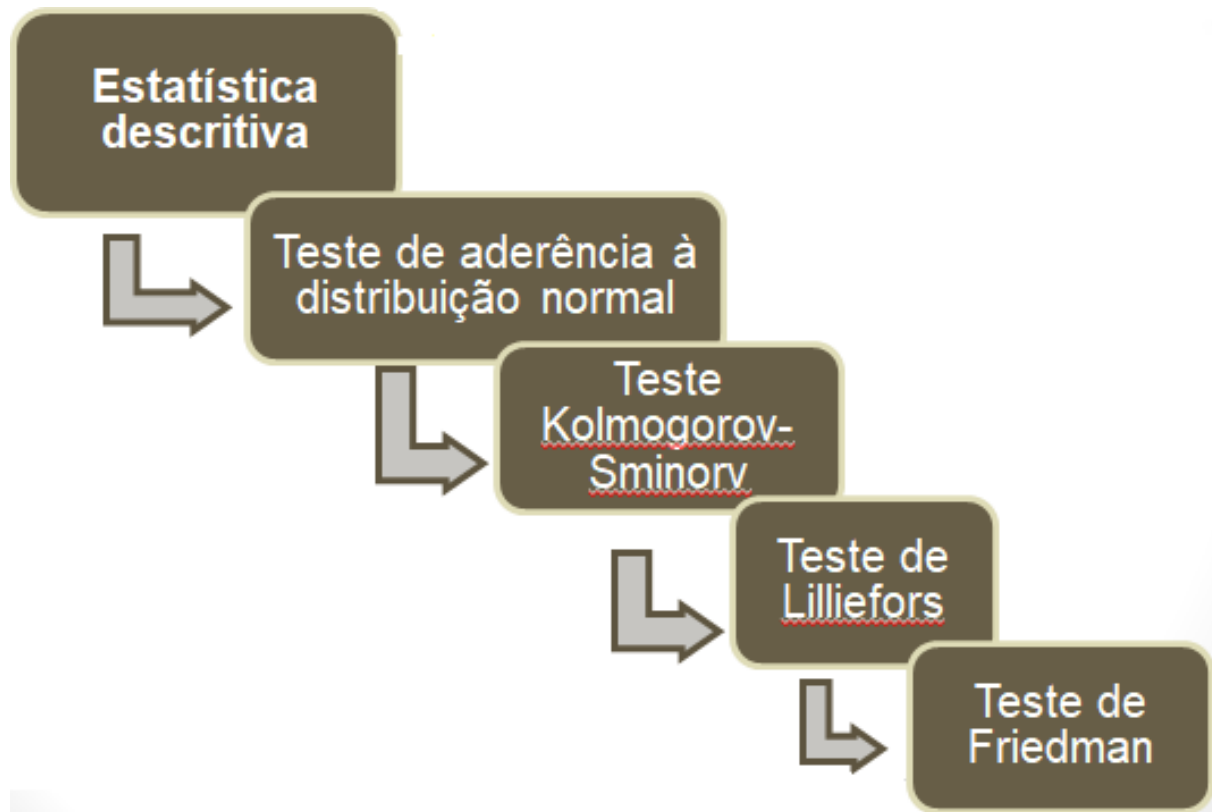 Estatística
descritiva
Teste de aderência à
distribuição normal
Teste
Kolmogorov-
Sminorv
Teste de
Lilliefors
Teste de
Friedman